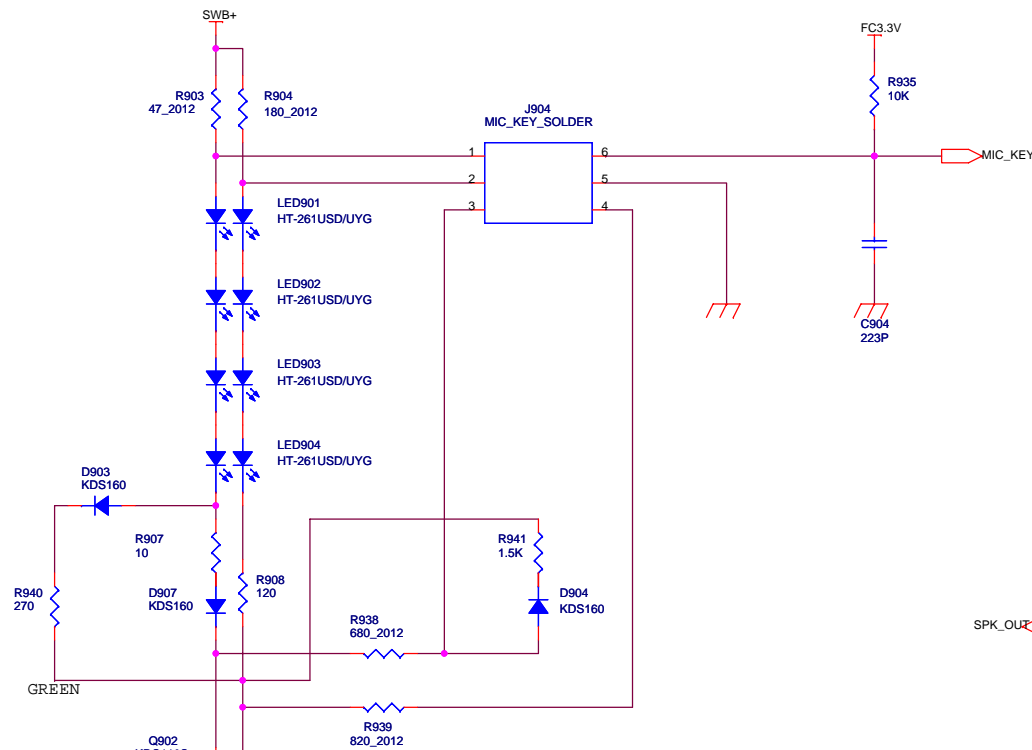 SWB+
FC3.3V
R903
47_2012
R904
180_2012
R935
10K
J904
MIC_KEY_SOLDER
1
6
MIC_KEY
2
5
3
4
LED901
HT-261USD/UYG
LED902
HT-261USD/UYG
C904
223P
LED903
HT-261USD/UYG
LED904
HT-261USD/UYG
D903
KDS160
R907
10
R941
1.5K
R940
270
D907
KDS160
R908
120
D904
KDS160
R938
680_2012
SPK_OUT
GREEN
R939
820_2012
Q902